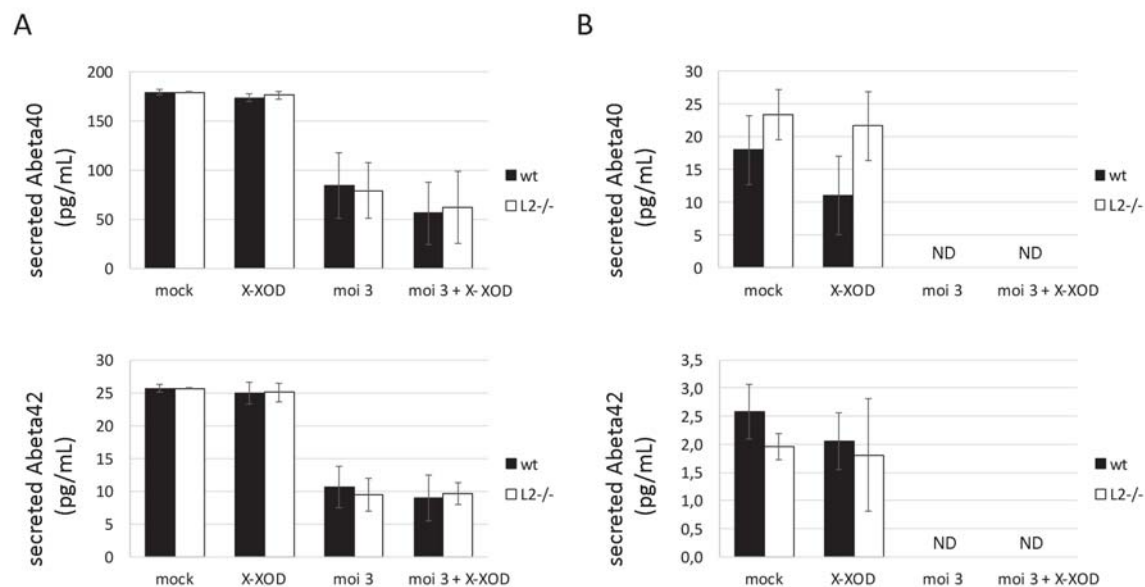 A
secreted Abeta40
(pg/mL)
200
150
100
50
0
mock X-XOD moi 3 moi 3 + X- XOD
wt
L2-/-
secreted Abeta42
(pg/mL)
30
25
20
15
10
5
0
mock X-XOD moi 3 moi 3 + X-XOD
wt
L2-/-
B
secreted Abeta40
(pg/mL)
30
25
20
15
10
5
0
ND ND
mock X-XOD moi 3 moi 3 + X-XOD
wt
L2-/-
secreted Abeta42
(pg/mL)
3,5
3,0
2,5
2,0
1,5
1,0
0,5
0,0
ND ND
mock X-XOD moi 3 moi 3 + X-XOD
wt
L2-/-